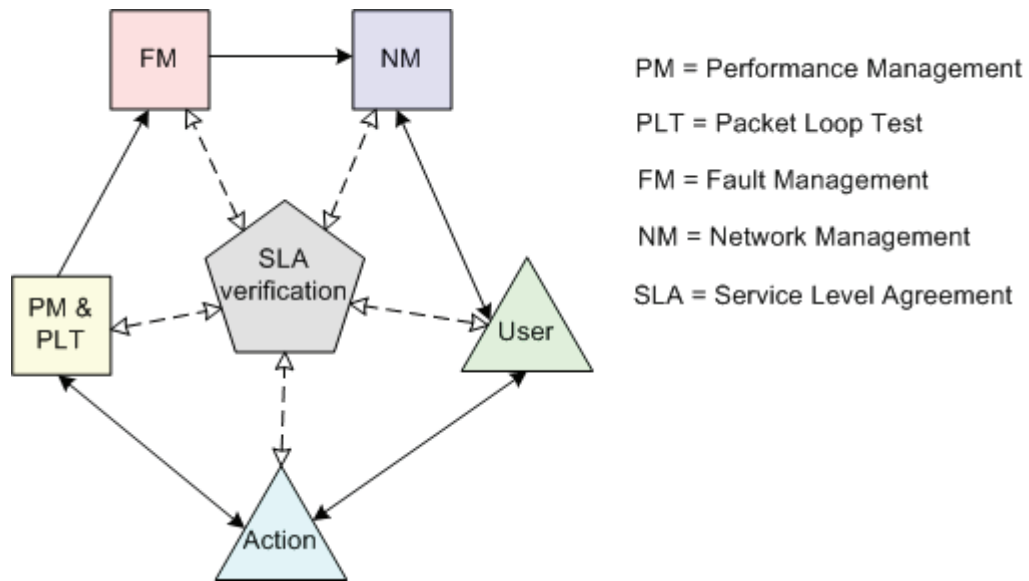 FM
NM
PM = Performance Management
PLT = Packet Loop Test
FM = Fault Management
NM = Network Management
SLA = Service Level Agreement
SLA
verification
PM &
PLT
User
Action